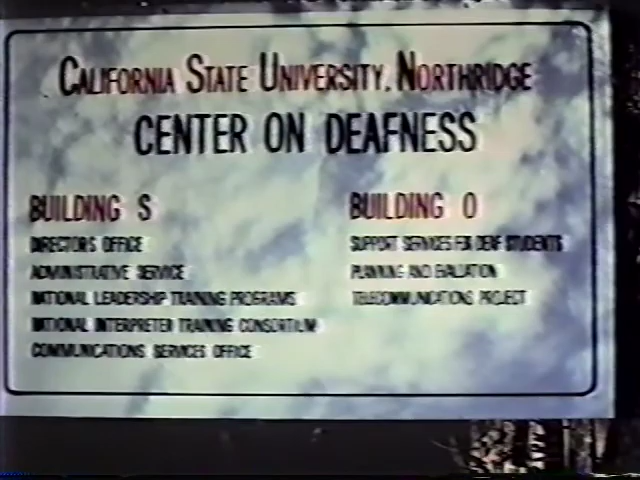 CALIFORNIA STATE UNIVERSITY, NORTHRIDGE
CENTER ON DEAFNESS
BUILDING S
DIRECTOR'S OFFICE
ADMINISTRATIVE SERVICE
NATIONAL LEADERSHIP TRAINING PROGRAMS
NATIONAL INTERPRETER TRAINING CONSORTIUM
COMMUNICATIONS SERVICES OFFICE
BUILDING O
SUPPORT SERVICES FOR DEAF STUDENTS
PLANNING AND EVALUATION
TELECOMMUNICATIONS PROJECT